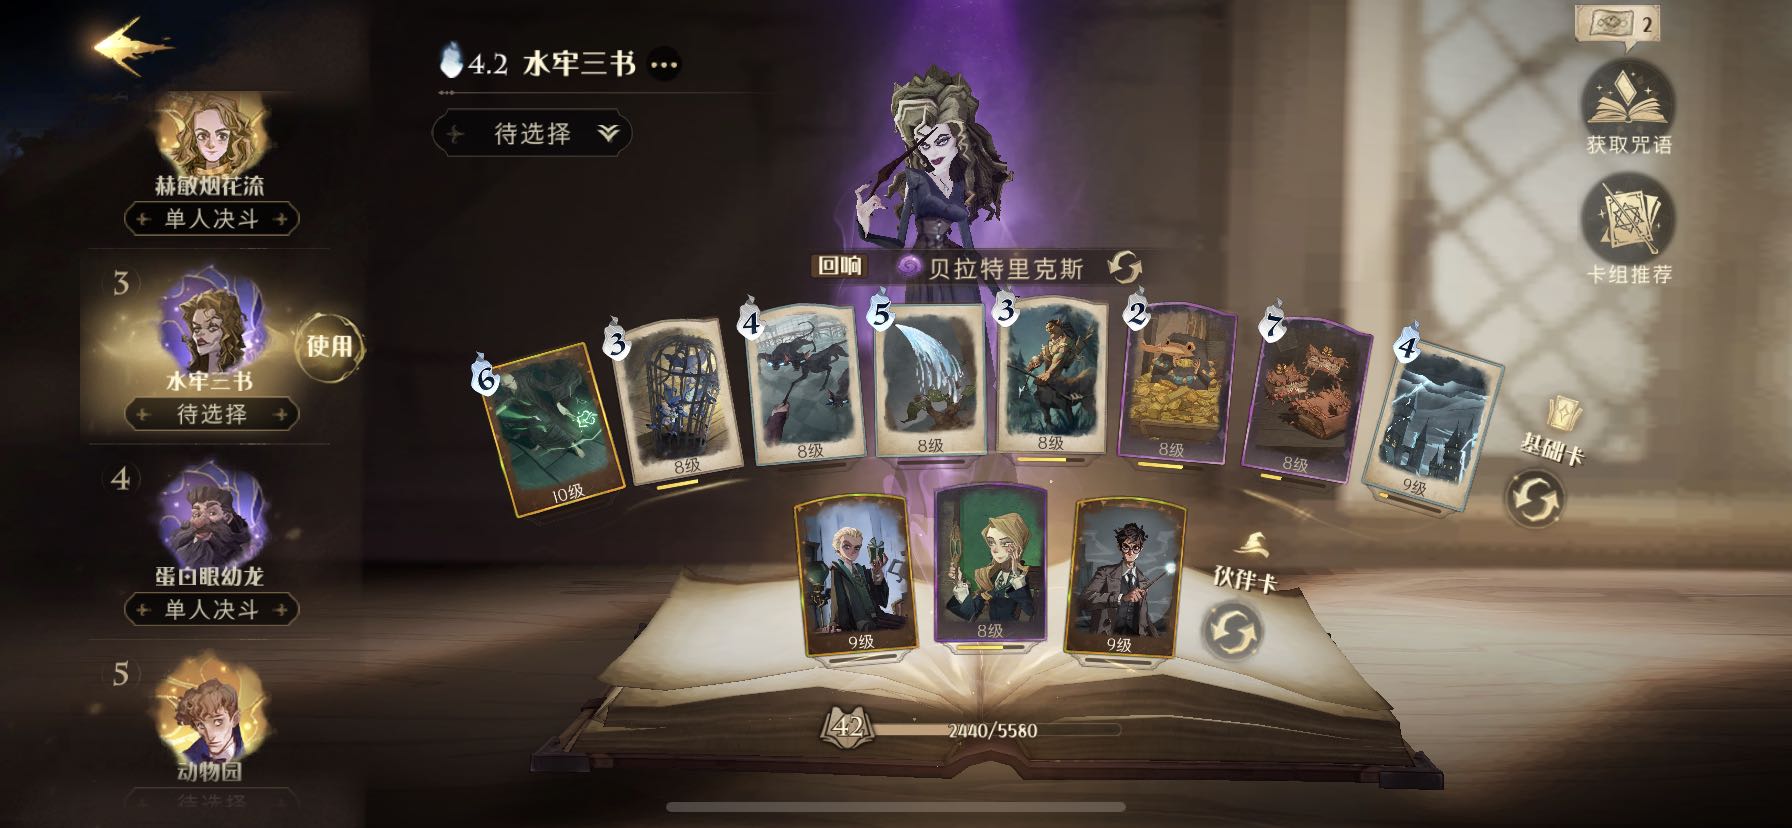 赫敏烟花流
单人决斗
3
使用
水牢三书
待选择
4
蛋白眼幼龙
单人决斗
5
动物园
待选择
4.2 水牢三书
待选择
2
获取咒语
卡组推荐
回响 贝拉特里克斯
6
10级
3
8级
4
8级
5
8级
3
8级
2
8级
7
8级
4
9级
基础卡
9级
8级
9级
伙伴卡
42
2440/5580